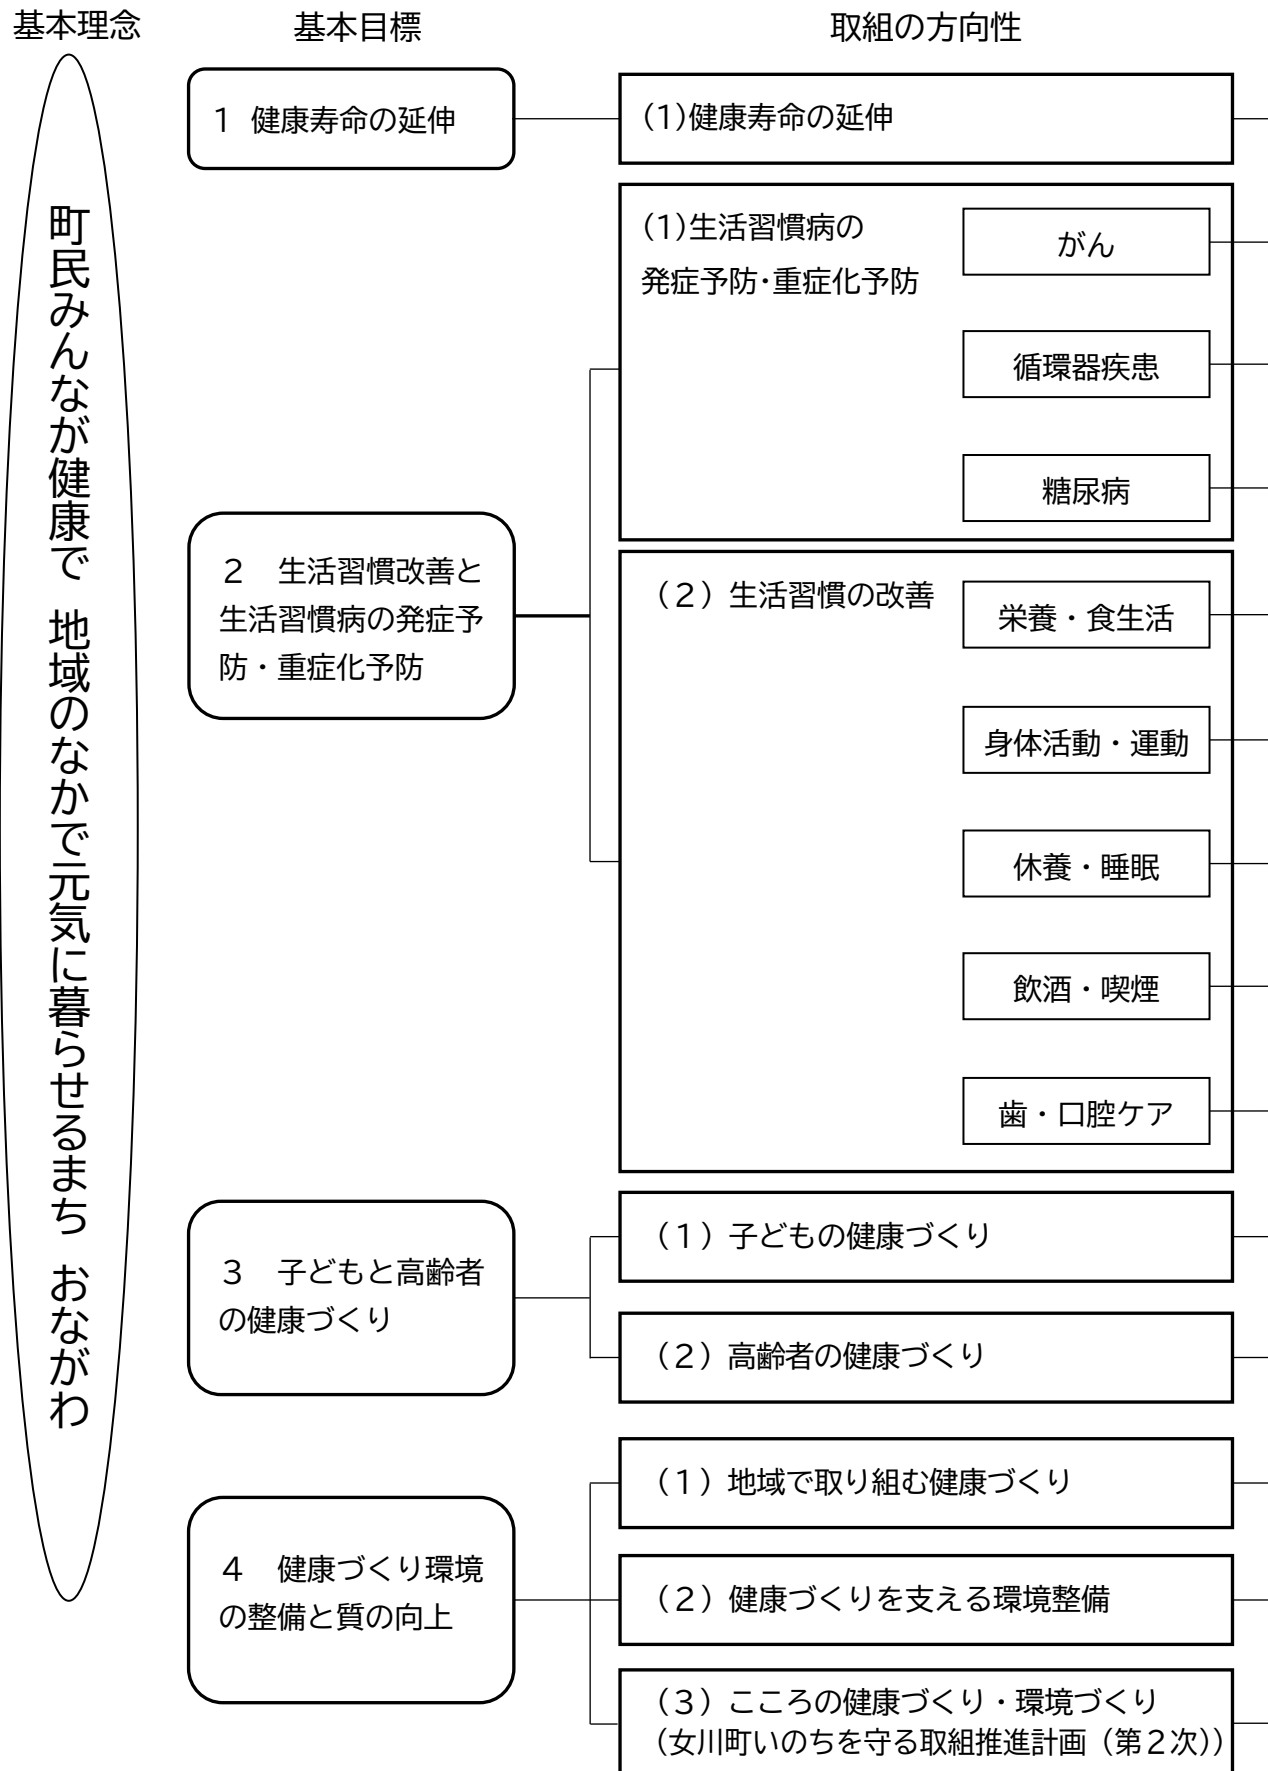 基本理念
基本目標
取組の方向性
町民みんなが健康で 地域のなかで元気に暮らせるまち おながわ
1 健康寿命の延伸
(1)健康寿命の延伸
2 生活習慣改善と
生活習慣病の発症予
防・重症化予防
(1)生活習慣病の
発症予防・重症化予防
がん
循環器疾患
糖尿病
(2)生活習慣の改善
栄養・食生活
身体活動・運動
休養・睡眠
飲酒・喫煙
歯・口腔ケア
3 子どもと高齢者
の健康づくり
(1)子どもの健康づくり
(2)高齢者の健康づくり
4 健康づくり環境
の整備と質の向上
(1)地域で取り組む健康づくり
(2)健康づくりを支える環境整備
(3)こころの健康づくり・環境づくり
(女川町いのちを守る取組推進計画(第2次))